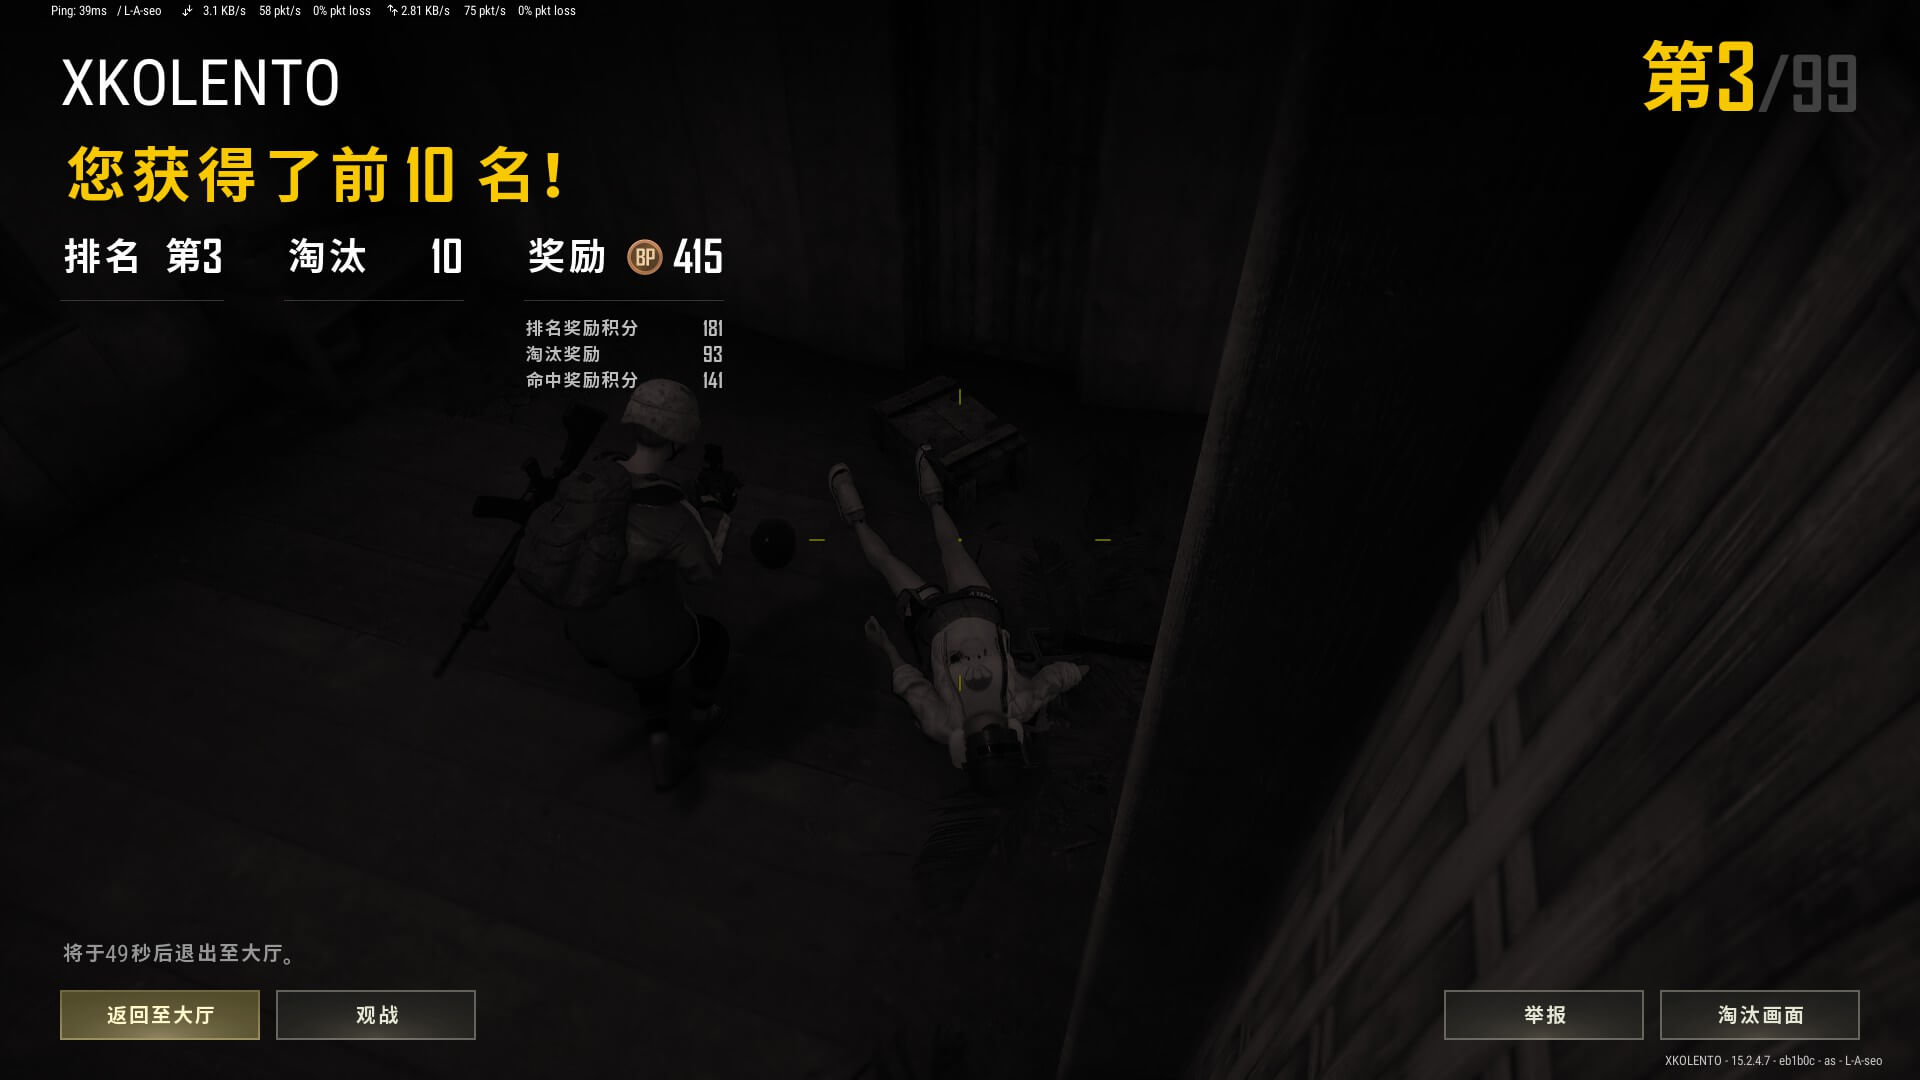 Ping: 39ms / L-A-seo 3.1 KB/s 58 pkt/s 0% pkt loss 2.81 KB/s 75 pkt/s 0% pkt loss
XKOLENTO
第3/99
您获得了前 10 名!
排名 第3 淘汰 10 奖励 BP 415
排名奖励积分 181
淘汰奖励 93
命中奖励积分 141
将于49秒后退出至大厅。
返回至大厅 观战 举报 淘汰画面
XKOLENTO - 15.2.4.7 - eb1b0c - as - L-A-seo